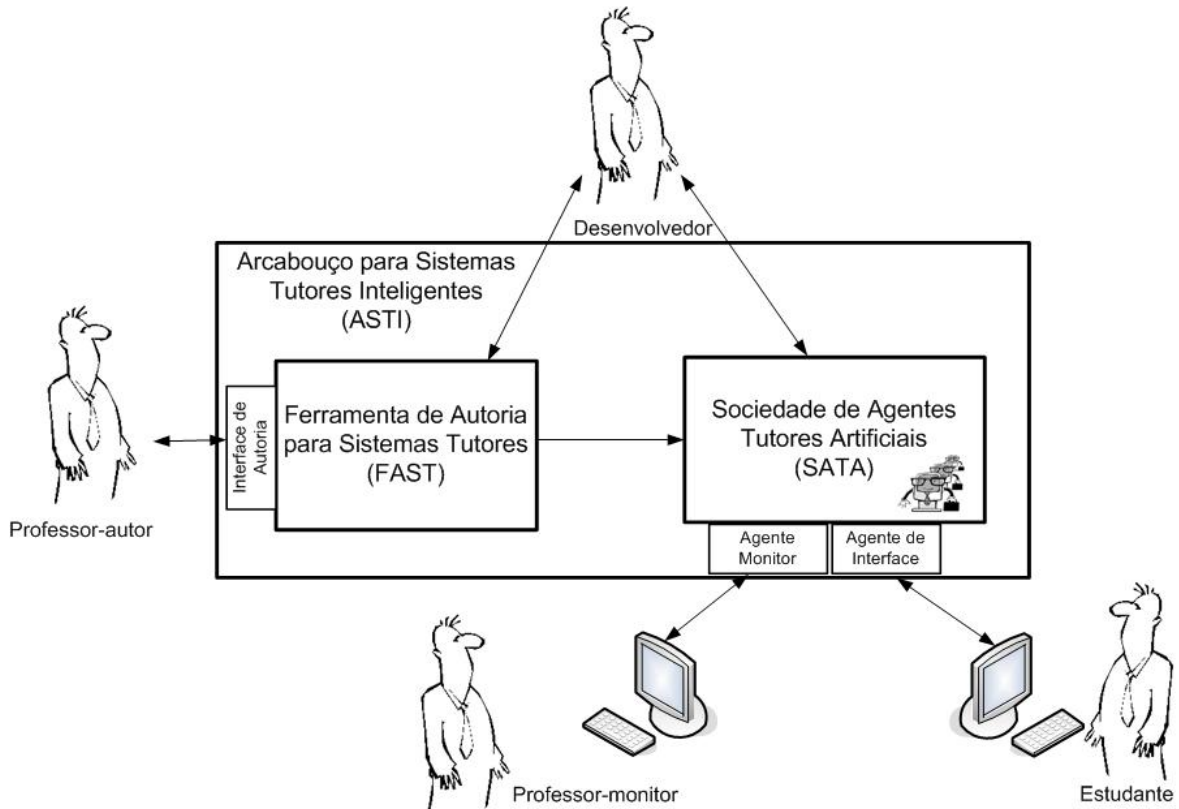 Desenvolvedor
Arcabouço para Sistemas
Tutores Inteligentes
(ASTI)
Interface de
Autoria
Ferramenta de Autoria
para Sistemas Tutores
(FAST)
Sociedade de Agentes
Tutores Artificiais
(SATA)
Professor-autor
Agente
Monitor
Agente de
Interface
Professor-monitor
Estudante